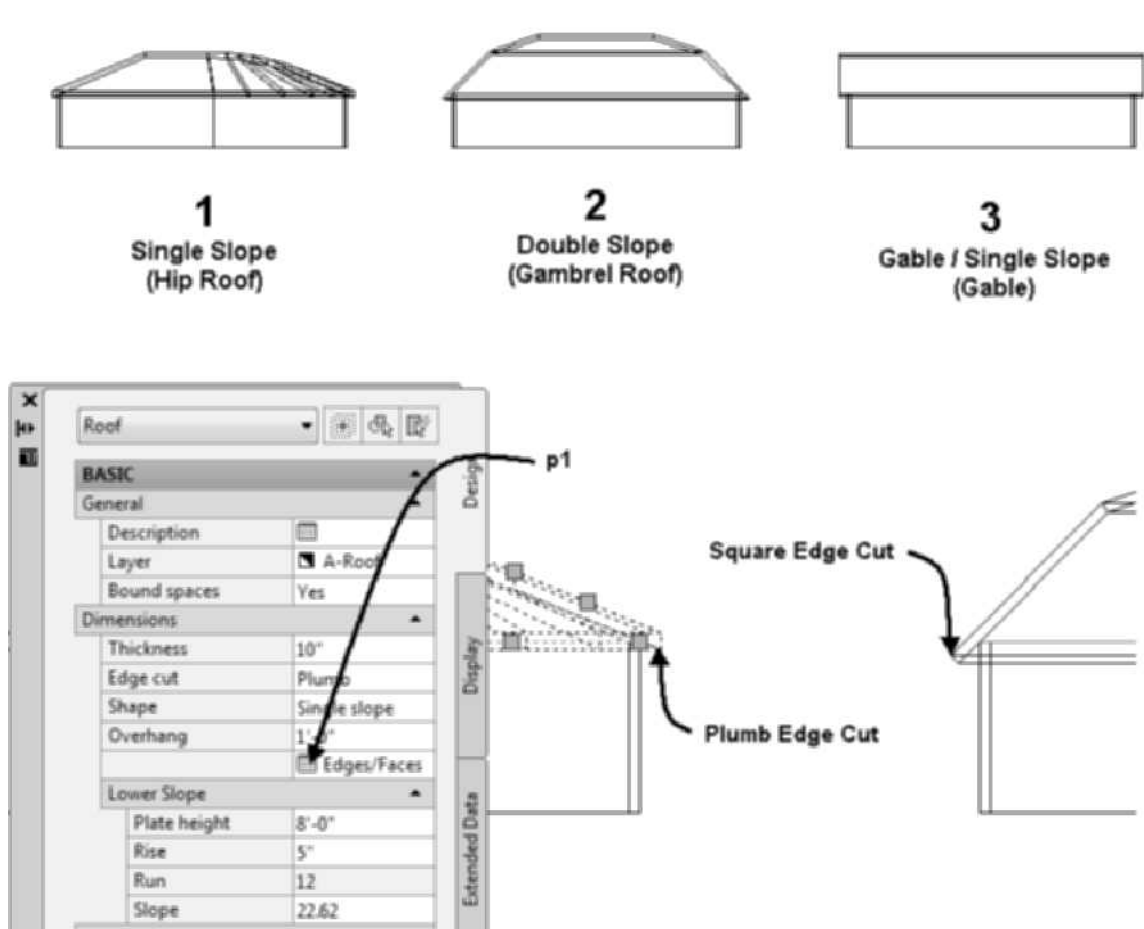 1
Single Slope
(Hip Roof)
2
Double Slope
(Gambrel Roof)
3
Gable / Single Slope
(Gable)
Roof
BASIC
General
Description
Layer A-Roof
Bound spaces Yes
Dimensions
Thickness 10"
Edge cut Plumb
Shape Single slope
Overhang 1'-0"
Edges/Faces
Lower Slope
Plate height 8'-0"
Rise 5"
Run 12
Slope 22.62
Design
Display
Extended Data
p1
Square Edge Cut
Plumb Edge Cut